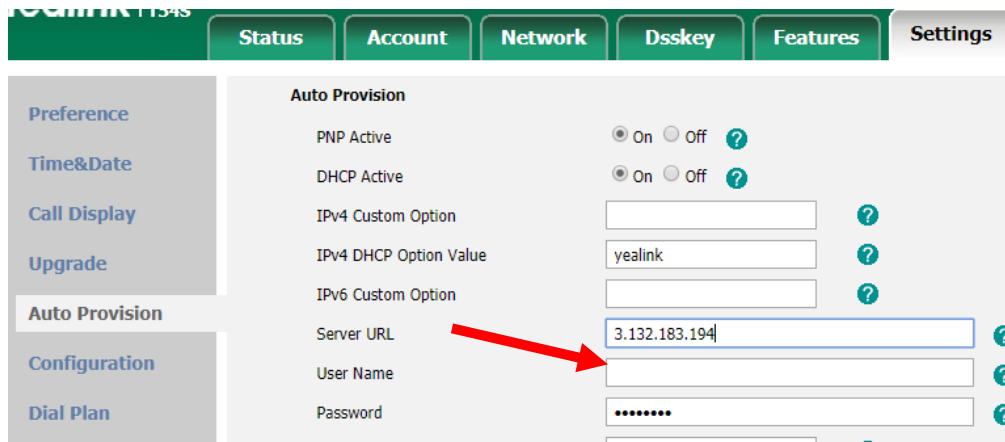 T54S
Status Account Network Dsskey Features Settings
Preference
Time&Date
Call Display
Upgrade
Auto Provision
Configuration
Dial Plan
Auto Provision
PNP Active On Off ?
DHCP Active On Off ?
IPv4 Custom Option ?
IPv4 DHCP Option Value yealink ?
IPv6 Custom Option ?
Server URL 3.132.183.194 ?
User Name ?
Password •••••••• ?